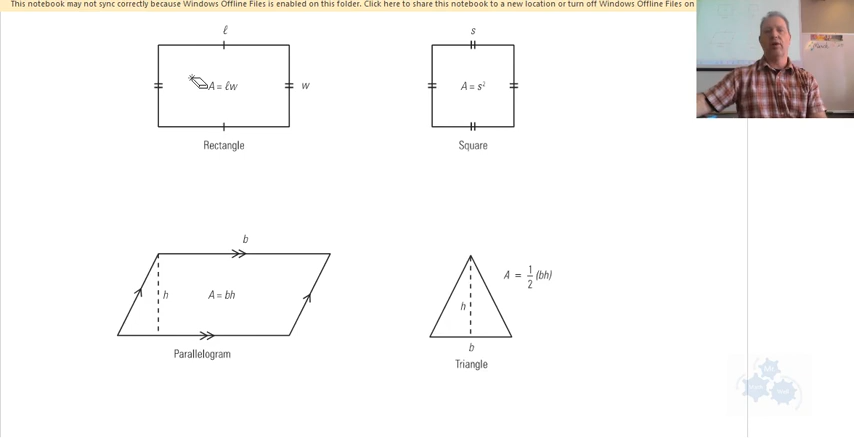 This notebook may not sync correctly because Windows Offline Files is enabled on this folder. Click here to share this notebook to a new location or turn off Windows Offline Files on
ℓ
A = ℓw
w
Rectangle
s
A = s²
Square
b
h
A = bh
Parallelogram
A = 1/2 (bh)
h
b
Triangle